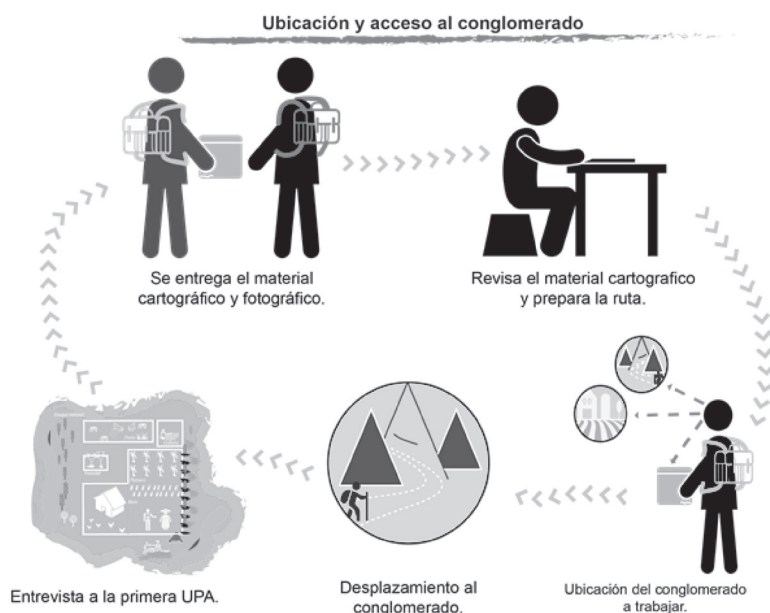 Ubicación y acceso al conglomerado
Se entrega el material
cartográfico y fotográfico.
Revisa el material cartografico
y prepara la ruta.
Entrevista a la primera UPA.
Desplazamiento al
conglomerado.
Ubicación del conglomerado
a trabajar.